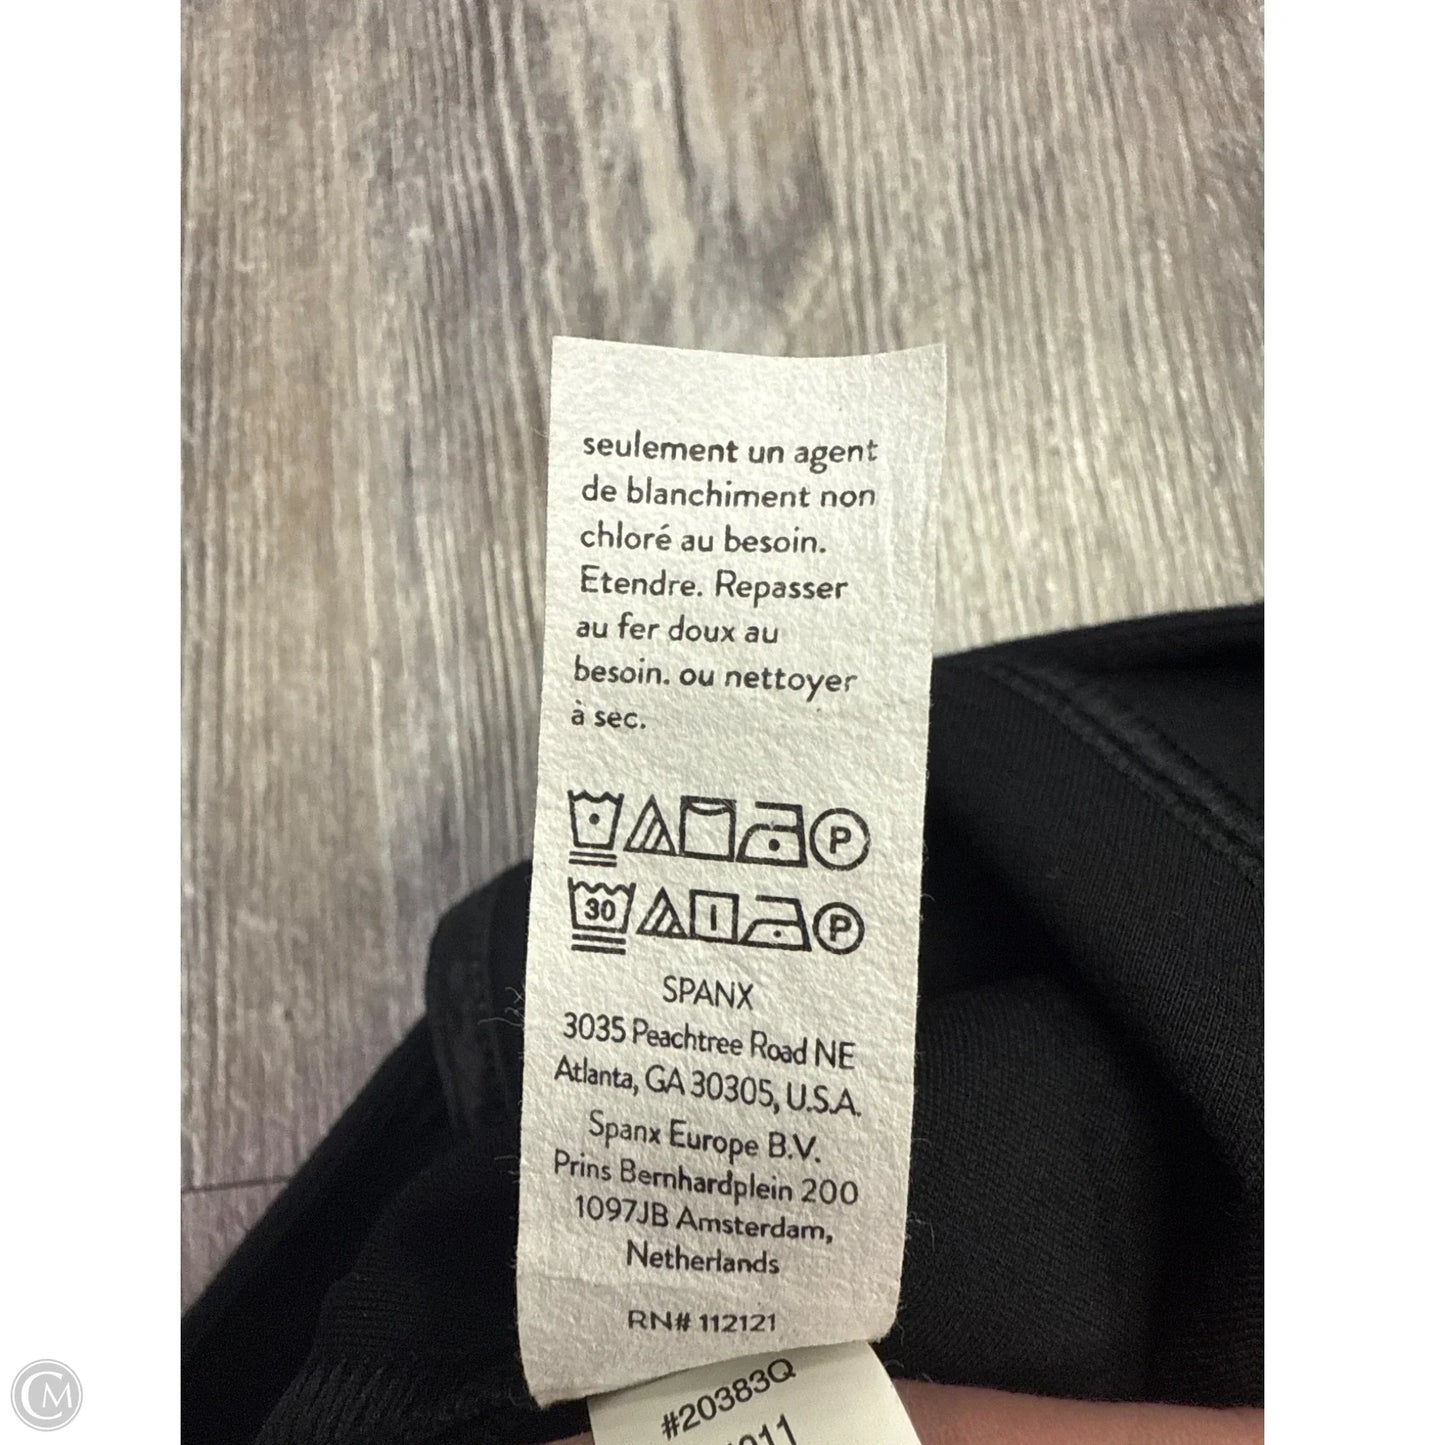 seulement un agent
de blanchiment non
chloré au besoin.
Etendre. Repasser
au fer doux au
besoin. ou nettoyer
à sec.
P
30 P
SPANX
3035 Peachtree Road NE
Atlanta, GA 30305, U.S.A.
Spanx Europe B.V.
Prins Bernhardplein 200
1097JB Amsterdam,
Netherlands
RN# 112121
#20383Q
011
CM